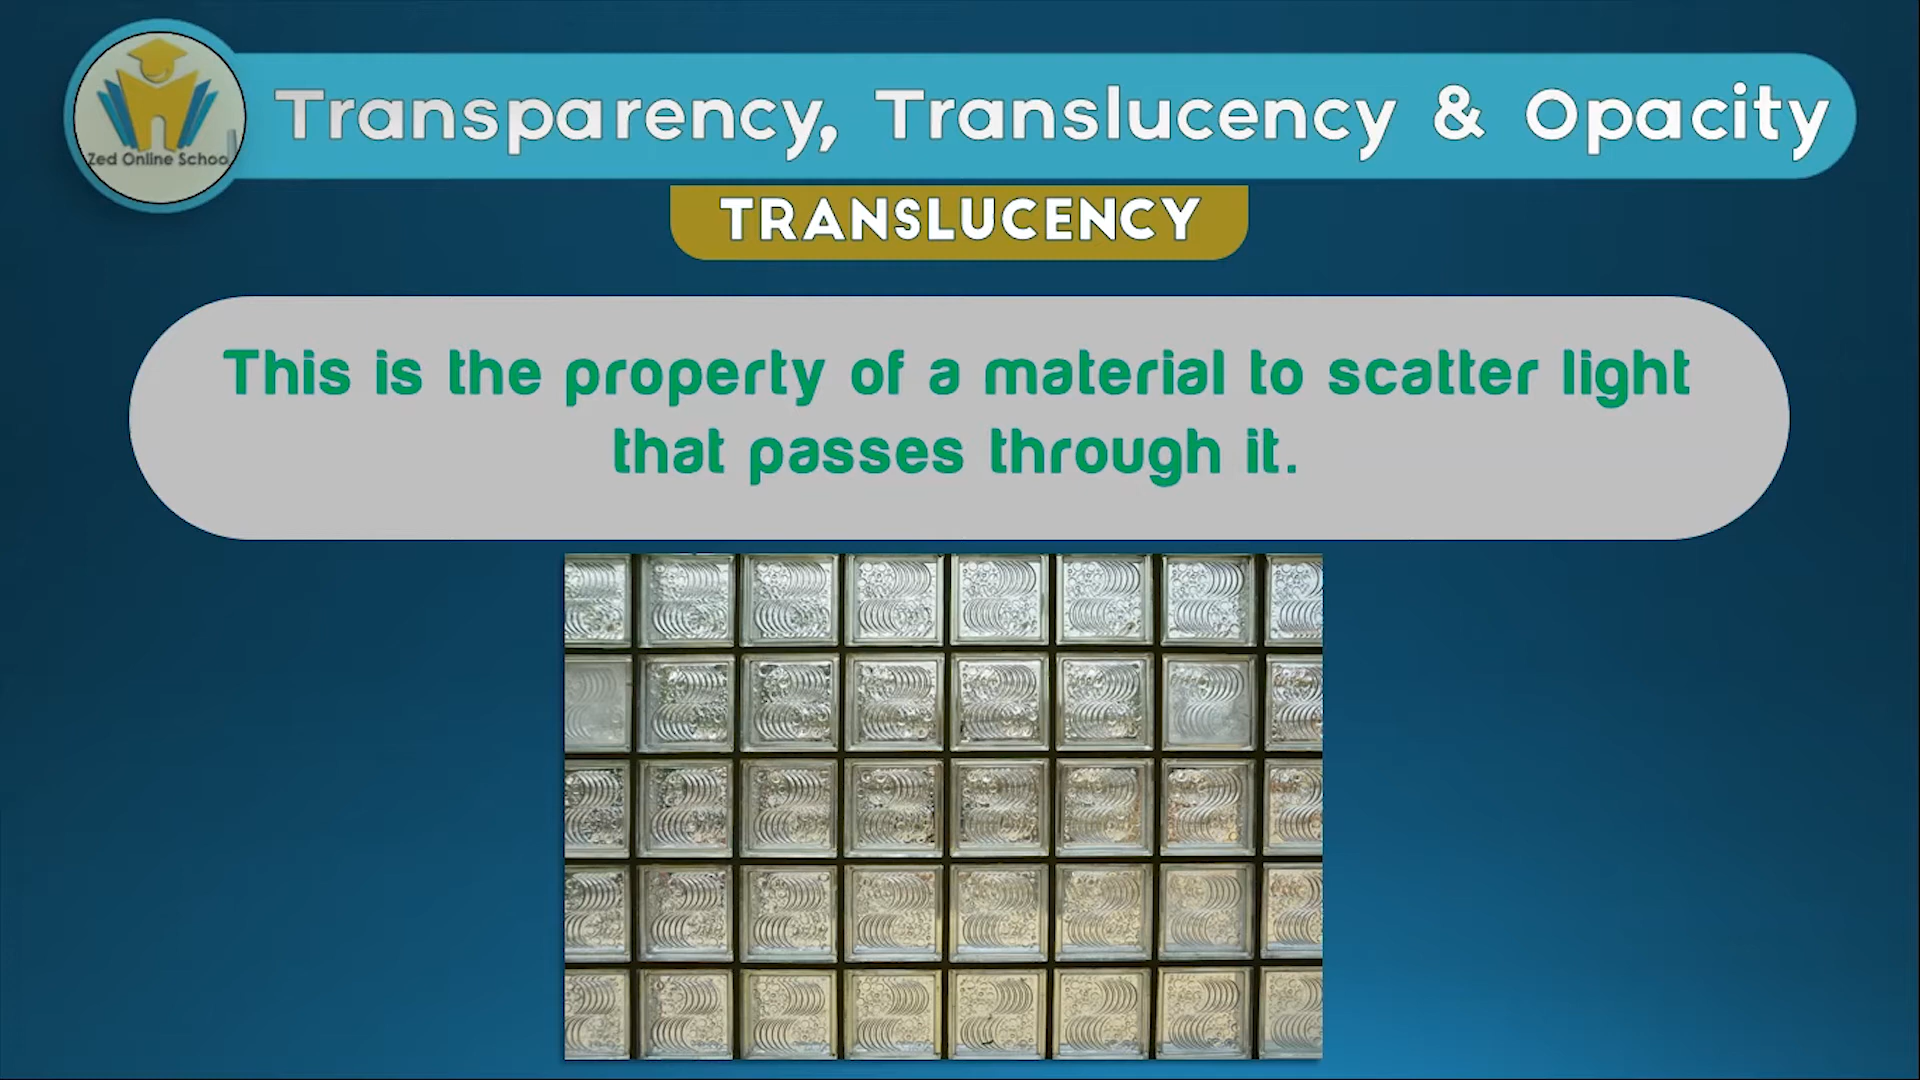 Zed Online School
Transparency, Translucency & Opacity
TRANSLUCENCY
This is the property of a material to scatter light
that passes through it.